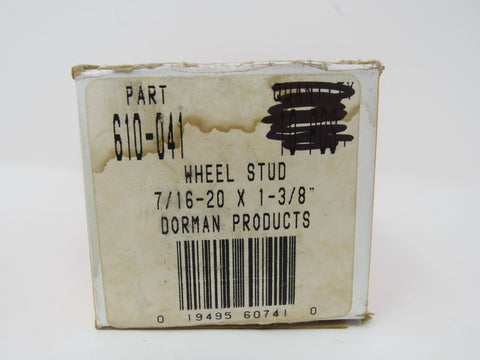 PART
610-041
WHEEL STUD
7/16-20 X 1-3/8"
DORMAN PRODUCTS
0 19495 60741 0